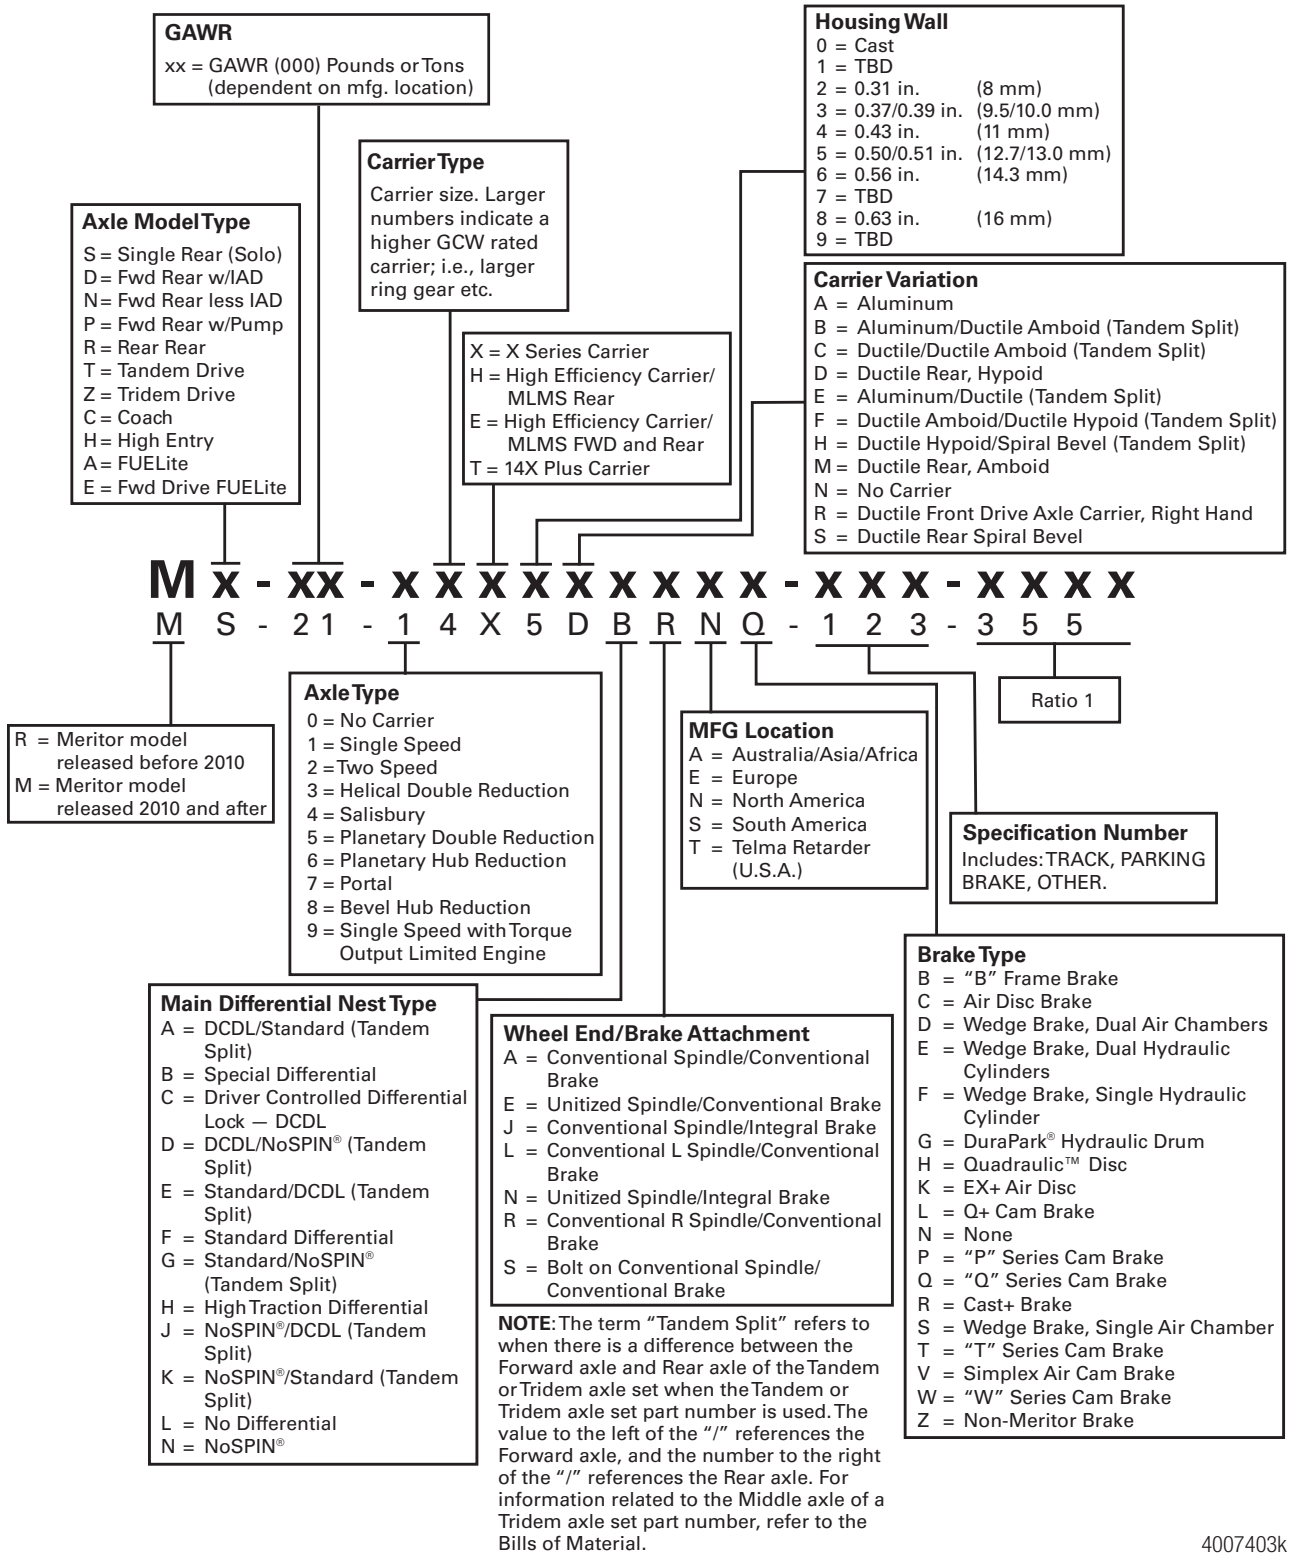 GAWR
xx = GAWR (000) Pounds or Tons
(dependent on mfg. location)
Housing Wall
0 = Cast
1 = TBD
2 = 0.31 in. (8 mm)
3 = 0.37/0.39 in. (9.5/10.0 mm)
4 = 0.43 in. (11 mm)
5 = 0.50/0.51 in. (12.7/13.0 mm)
6 = 0.56 in. (14.3 mm)
7 = TBD
8 = 0.63 in. (16 mm)
9 = TBD
Carrier Type
Carrier size. Larger
numbers indicate a
higher GCW rated
carrier; i.e., larger
ring gear etc.
Axle Model Type
S = Single Rear (Solo)
D = Fwd Rear w/IAD
N = Fwd Rear less IAD
P = Fwd Rear w/Pump
R = Rear Rear
T = Tandem Drive
Z = Tridem Drive
C = Coach
H = High Entry
A = FUELite
E = Fwd Drive FUELite
Carrier Variation
A = Aluminum
B = Aluminum/Ductile Amboid (Tandem Split)
C = Ductile/Ductile Amboid (Tandem Split)
D = Ductile Rear, Hypoid
E = Aluminum/Ductile (Tandem Split)
F = Ductile Amboid/Ductile Hypoid (Tandem Split)
H = Ductile Hypoid/Spiral Bevel (Tandem Split)
M = Ductile Rear, Amboid
N = No Carrier
R = Ductile Front Drive Axle Carrier, Right Hand
S = Ductile Rear Spiral Bevel
X = X Series Carrier
H = High Efficiency Carrier/
MLMS Rear
E = High Efficiency Carrier/
MLMS FWD and Rear
T = 14X Plus Carrier
M x - xx - x x x x x x x x x - x x x - x x x x
M S - 2 1 - 1 4 X 5 D B R N Q - 1 2 3 - 3 5 5
R = Meritor model
released before 2010
M = Meritor model
released 2010 and after
Axle Type
0 = No Carrier
1 = Single Speed
2 = Two Speed
3 = Helical Double Reduction
4 = Salisbury
5 = Planetary Double Reduction
6 = Planetary Hub Reduction
7 = Portal
8 = Bevel Hub Reduction
9 = Single Speed with Torque
Output Limited Engine
MFG Location
A = Australia/Asia/Africa
E = Europe
N = North America
S = South America
T = Telma Retarder
(U.S.A.)
Ratio 1
Specification Number
Includes: TRACK, PARKING
BRAKE, OTHER.
Main Differential Nest Type
A = DCDL/Standard (Tandem
Split)
B = Special Differential
C = Driver Controlled Differential
Lock — DCDL
D = DCDL/NoSPIN® (Tandem
Split)
E = Standard/DCDL (Tandem
Split)
F = Standard Differential
G = Standard/NoSPIN®
(Tandem Split)
H = High Traction Differential
J = NoSPIN®/DCDL (Tandem
Split)
K = NoSPIN®/Standard (Tandem
Split)
L = No Differential
N = NoSPIN®
Wheel End/Brake Attachment
A = Conventional Spindle/Conventional
Brake
E = Unitized Spindle/Conventional Brake
J = Conventional Spindle/Integral Brake
L = Conventional L Spindle/Conventional
Brake
N = Unitized Spindle/Integral Brake
R = Conventional R Spindle/Conventional
Brake
S = Bolt on Conventional Spindle/
Conventional Brake
NOTE: The term “Tandem Split” refers to
when there is a difference between the
Forward axle and Rear axle of the Tandem
or Tridem axle set when the Tandem or
Tridem axle set part number is used. The
value to the left of the “/” references the
Forward axle, and the number to the right
of the “/” references the Rear axle. For
information related to the Middle axle of a
Tridem axle set part number, refer to the
Bills of Material.
Brake Type
B = “B” Frame Brake
C = Air Disc Brake
D = Wedge Brake, Dual Air Chambers
E = Wedge Brake, Dual Hydraulic
Cylinders
F = Wedge Brake, Single Hydraulic
Cylinder
G = DuraPark® Hydraulic Drum
H = Quadraulic™ Disc
K = EX+ Air Disc
L = Q+ Cam Brake
N = None
P = “P” Series Cam Brake
Q = “Q” Series Cam Brake
R = Cast+ Brake
S = Wedge Brake, Single Air Chamber
T = “T” Series Cam Brake
V = Simplex Air Cam Brake
W = “W” Series Cam Brake
Z = Non-Meritor Brake
4007403k